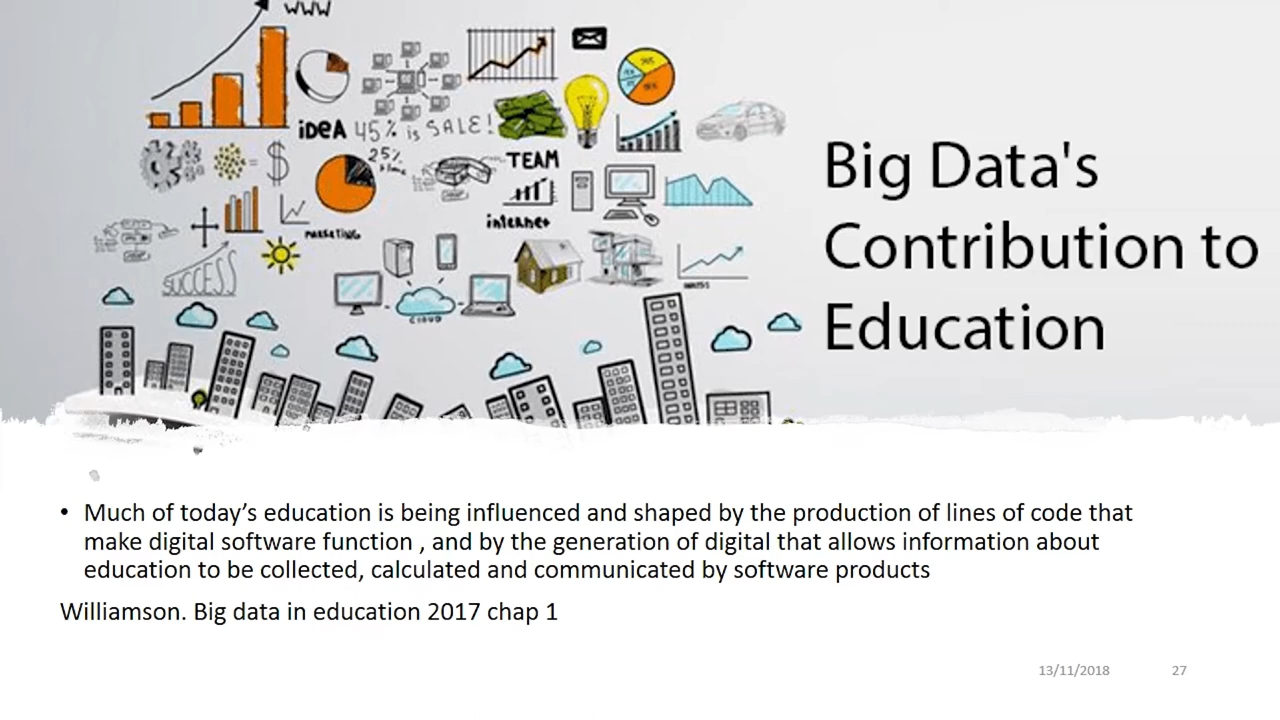 www
iDEA 45% is SALE!
25%
TEAM
internet
MARKETING
SUCCESS
CLOUD
$
Big Data's
Contribution to
Education
• Much of today’s education is being influenced and shaped by the production of lines of code that
make digital software function , and by the generation of digital that allows information about
education to be collected, calculated and communicated by software products
Williamson. Big data in education 2017 chap 1
13/11/2018 27